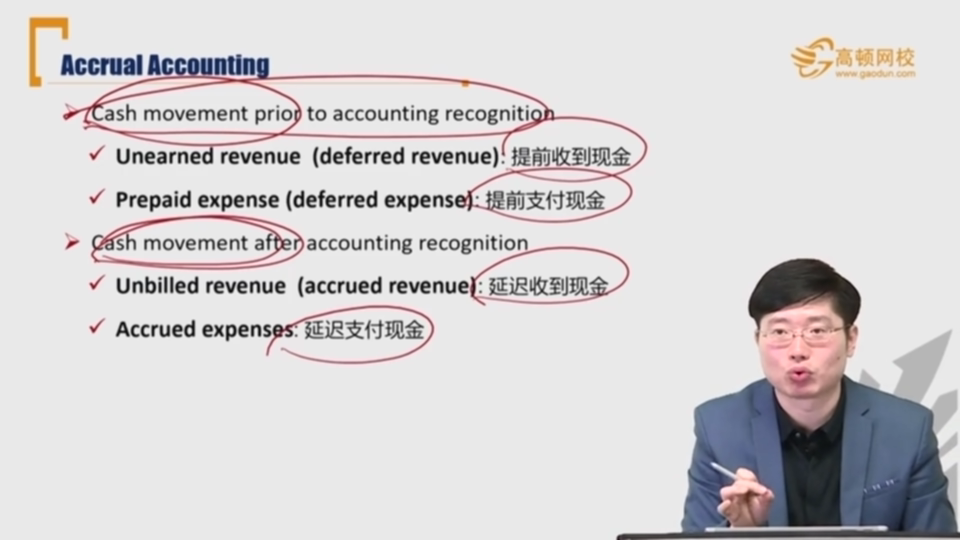 Accrual Accounting
高顿网校
www.gaodun.com
Cash movement prior to accounting recognition
Unearned revenue (deferred revenue): 提前收到现金
Prepaid expense (deferred expense): 提前支付现金
Cash movement after accounting recognition
Unbilled revenue (accrued revenue): 延迟收到现金
Accrued expenses: 延迟支付现金